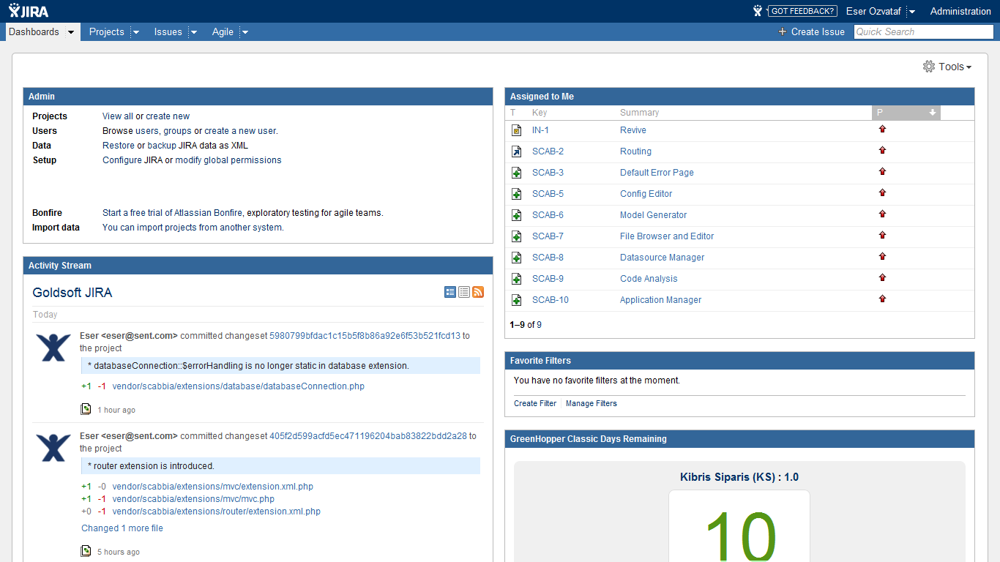 JIRA
GOT FEEDBACK?
Eser Ozvataf
Administration
Dashboards
Projects
Issues
Agile
Create Issue
Quick Search
Tools
Admin
Projects View all or create new
Users Browse users, groups or create a new user.
Data Restore or backup JIRA data as XML
Setup Configure JIRA or modify global permissions
Bonfire Start a free trial of Atlassian Bonfire, exploratory testing for agile teams.
Import data You can import projects from another system.
Activity Stream
Goldsoft JIRA
Today
Eser <eser@sent.com> committed changeset 5980799bfdac1c15b5f8b86a92e6f53b521fcd13 to
the project
* databaseConnection::$errorHandling is no longer static in database extension.
+1 -1 vendor/scabbia/extensions/database/databaseConnection.php
1 hour ago
Eser <eser@sent.com> committed changeset 405f2d599acfd5ec471196204bab83822bdd2a28 to
the project
* router extension is introduced.
+1 -0 vendor/scabbia/extensions/mvc/extension.xml.php
+1 -1 vendor/scabbia/extensions/mvc/mvc.php
+0 -1 vendor/scabbia/extensions/router/extension.xml.php
Changed 1 more file
5 hours ago
Assigned to Me
T Key Summary P
IN-1 Revive
SCAB-2 Routing
SCAB-3 Default Error Page
SCAB-5 Config Editor
SCAB-6 Model Generator
SCAB-7 File Browser and Editor
SCAB-8 Datasource Manager
SCAB-9 Code Analysis
SCAB-10 Application Manager
1–9 of 9
Favorite Filters
You have no favorite filters at the moment.
Create Filter Manage Filters
GreenHopper Classic Days Remaining
Kibris Siparis (KS) : 1.0
10